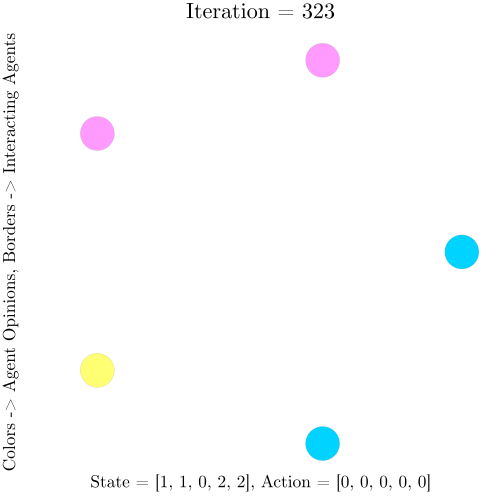 Iteration = 323
Colors -> Agent Opinions, Borders -> Interacting Agents
State = [1, 1, 0, 2, 2], Action = [0, 0, 0, 0, 0]